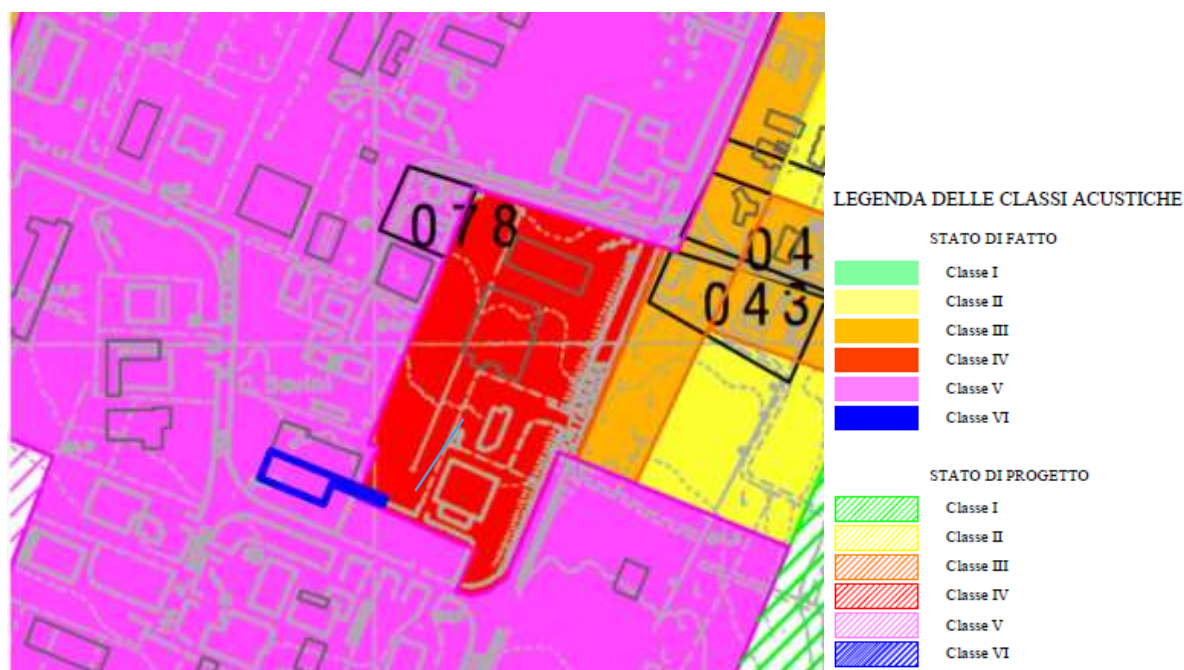 078
04
043
C. Bovini
LEGENDA DELLE CLASSI ACUSTICHE
STATO DI FATTO
Classe I
Classe II
Classe III
Classe IV
Classe V
Classe VI
STATO DI PROGETTO
Classe I
Classe II
Classe III
Classe IV
Classe V
Classe VI